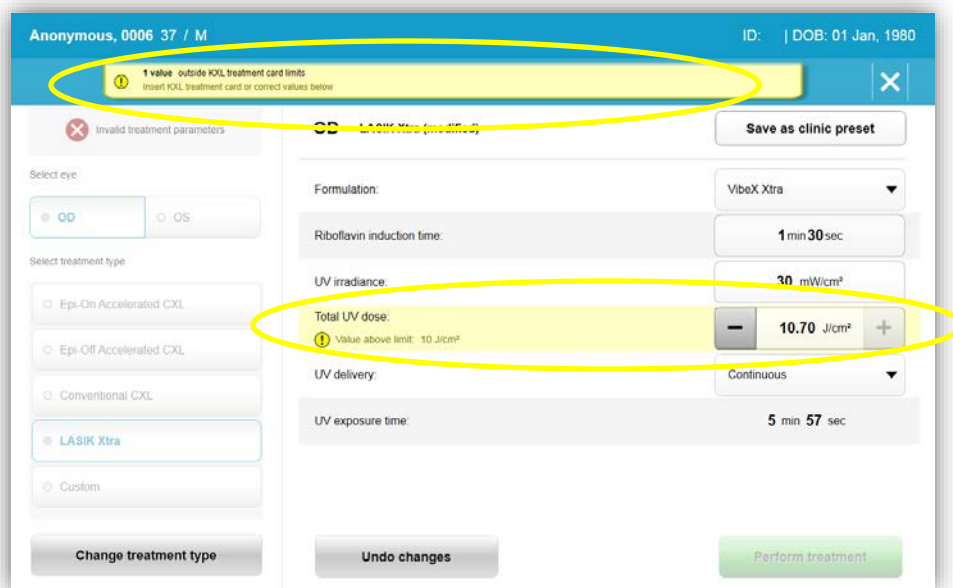 Anonymous, 0006 37 / M
ID: | DOB: 01 Jan, 1980
1 value outside KXL treatment card limits
Insert KXL treatment card or correct values below
Invalid treatment parameters
OD LASIK Xtra (modified)
Save as clinic preset
Select eye
OD
OS
Select treatment type
Epi-On Accelerated CXL
Epi-Off Accelerated CXL
Conventional CXL
LASIK Xtra
Custom
Change treatment type
Formulation:
VibeX Xtra
Riboflavin induction time:
1 min 30 sec
UV irradiance:
30 mW/cm²
Total UV dose:
Value above limit: 10 J/cm²
10.70 J/cm²
UV delivery:
Continuous
UV exposure time:
5 min 57 sec
Undo changes
Perform treatment